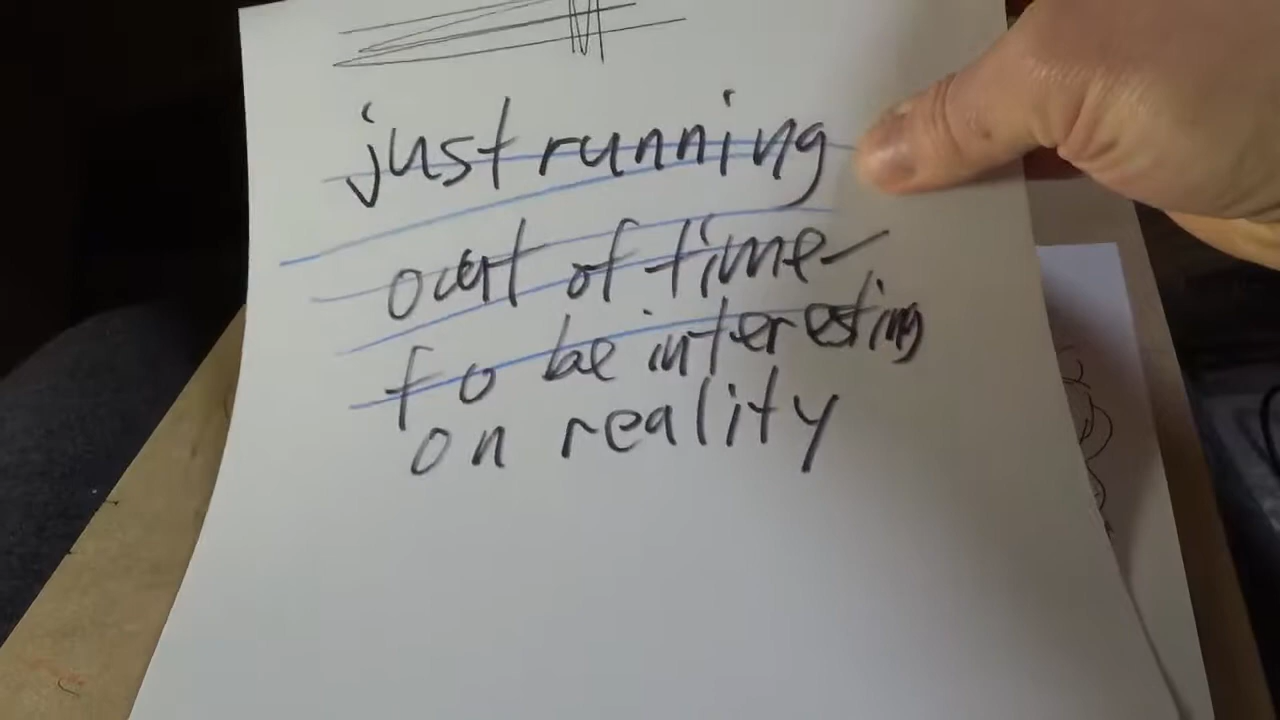 just running
out of time
to be interesting
on reality